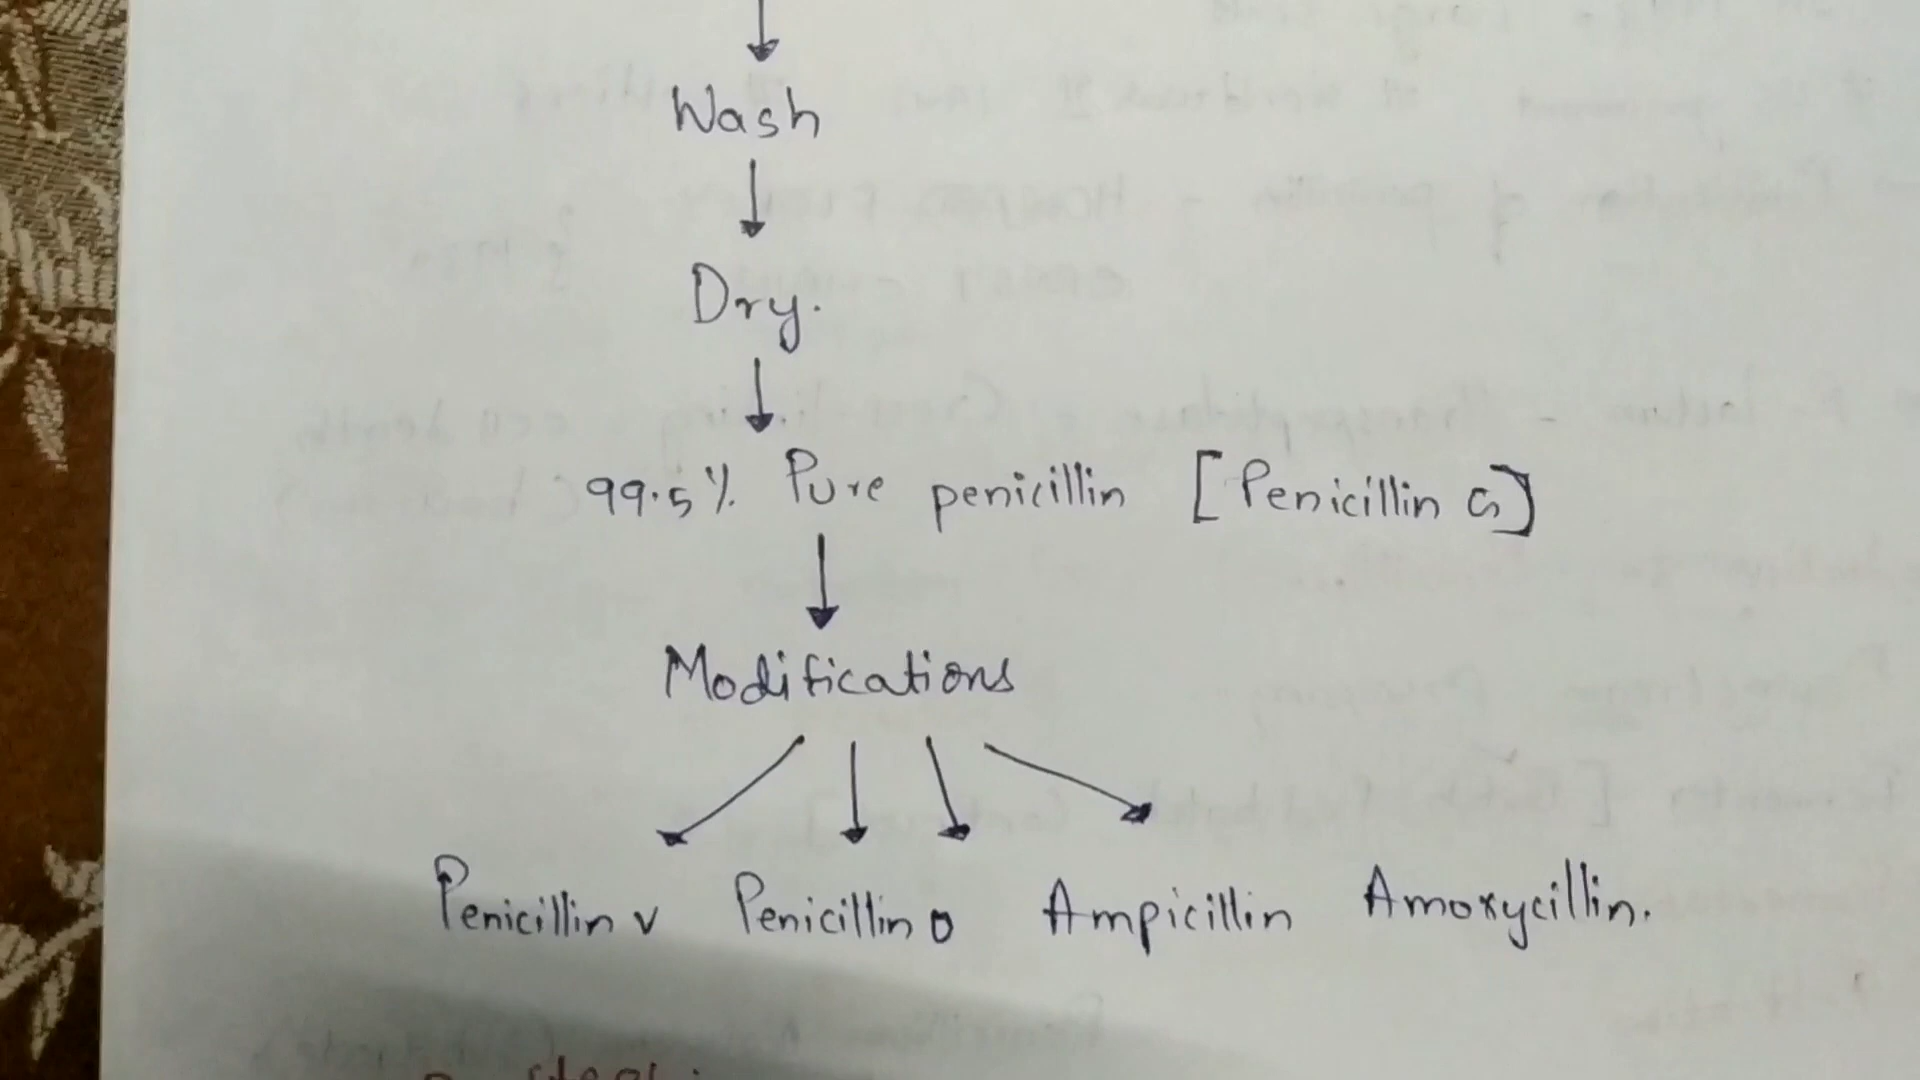 Wash
Dry.
99.5% Pure penicillin [Penicillin G]
Modifications
Penicillin V Penicillin O Ampicillin Amoxycillin.